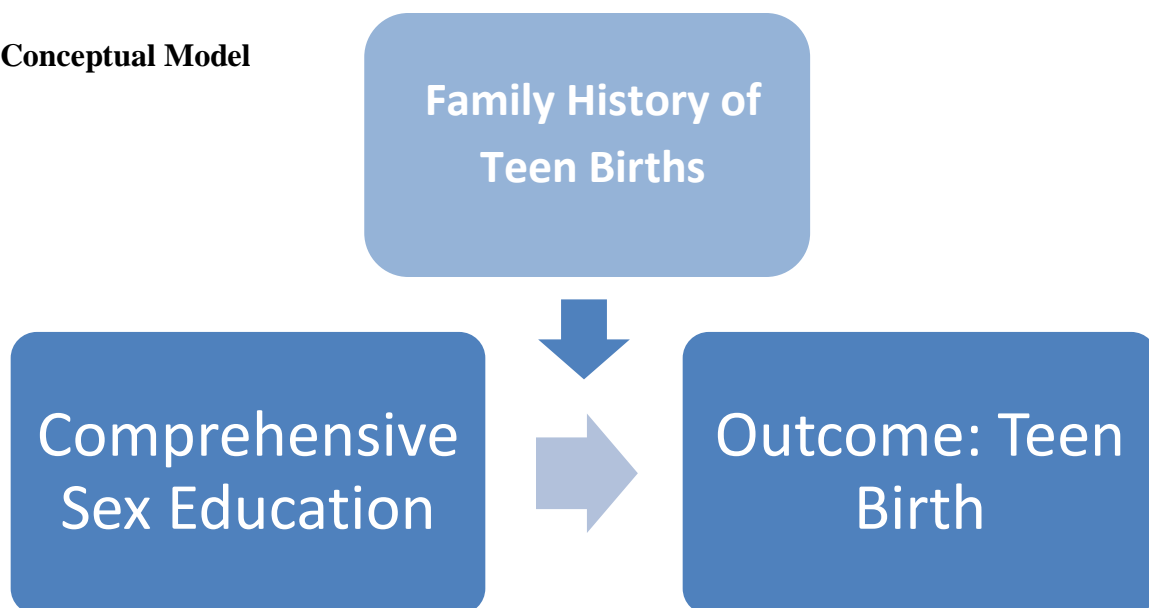 Conceptual Model
Family History of
Teen Births
Comprehensive
Sex Education
Outcome: Teen
Birth